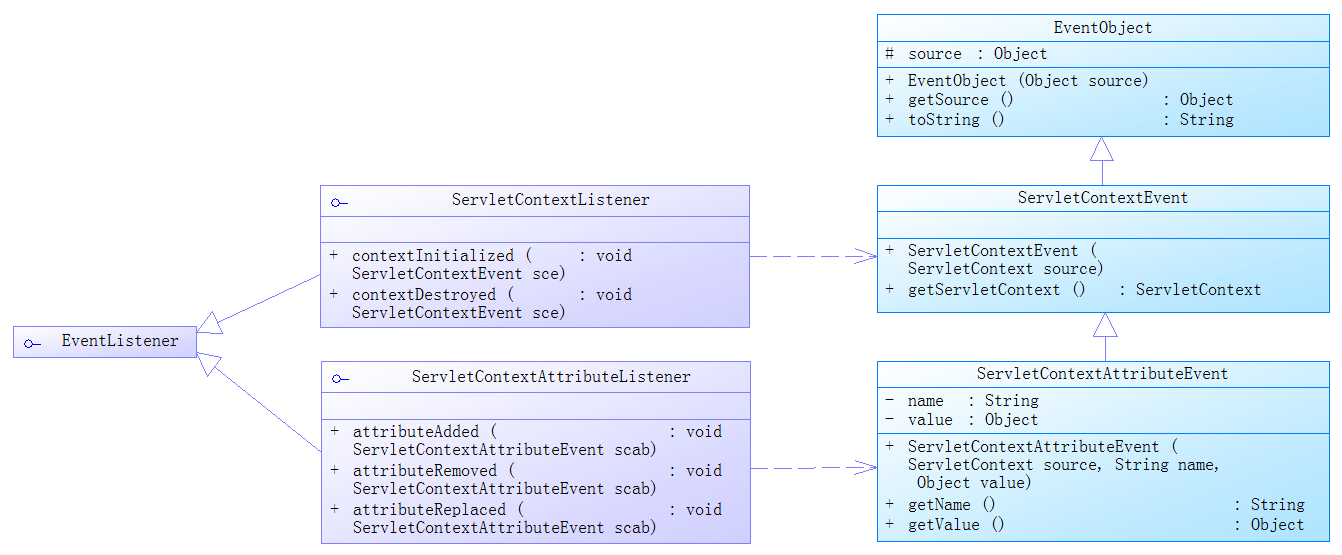 EventObject
# source : Object
+ EventObject (Object source)
+ getSource () : Object
+ toString () : String
ServletContextListener
+ contextInitialized ( : void
ServletContextEvent sce)
+ contextDestroyed ( : void
ServletContextEvent sce)
ServletContextEvent
+ ServletContextEvent (
ServletContext source)
+ getServletContext () : ServletContext
EventListener
ServletContextAttributeListener
+ attributeAdded ( : void
ServletContextAttributeEvent scab)
+ attributeRemoved ( : void
ServletContextAttributeEvent scab)
+ attributeReplaced ( : void
ServletContextAttributeEvent scab)
ServletContextAttributeEvent
- name : String
- value : Object
+ ServletContextAttributeEvent (
ServletContext source, String name,
Object value)
+ getName () : String
+ getValue () : Object